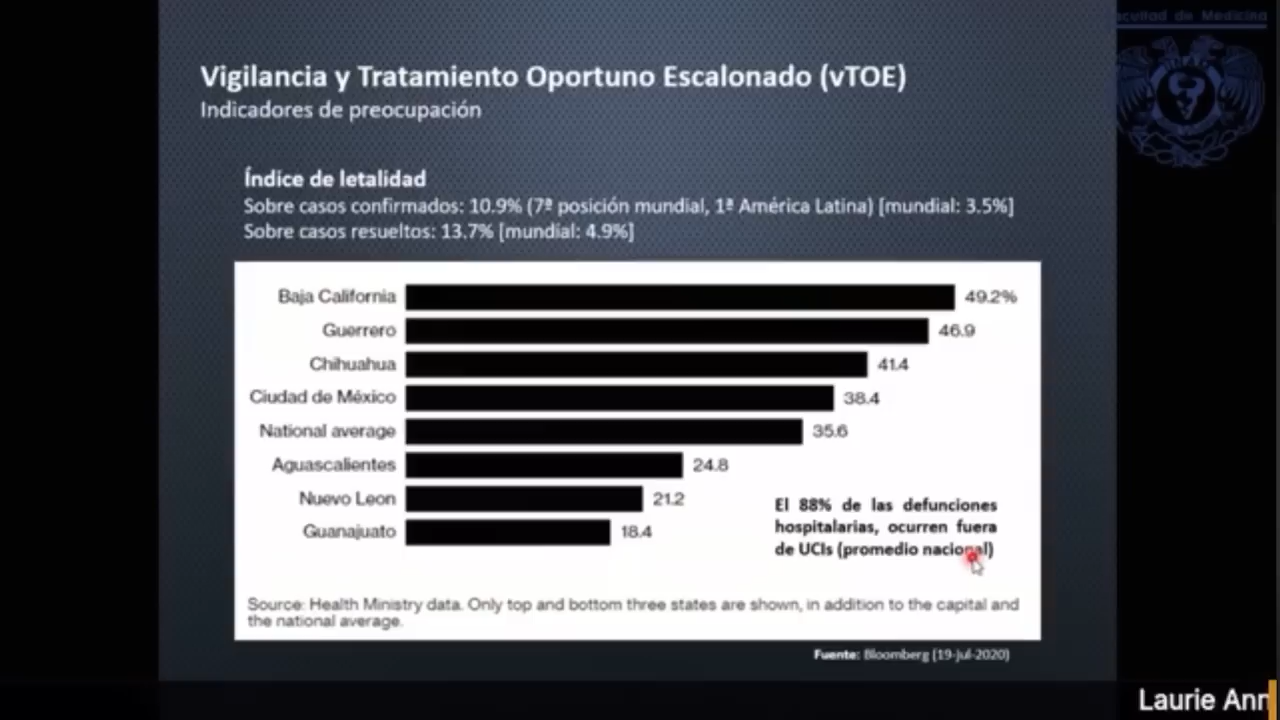 acultad de Medicina
Vigilancia y Tratamiento Oportuno Escalonado (vTOE)
Indicadores de preocupación
Índice de letalidad
Sobre casos confirmados: 10.9% (7ª posición mundial, 1ª América Latina) [mundial: 3.5%]
Sobre casos resueltos: 13.7% [mundial: 4.9%]
Baja California 49.2%
Guerrero 46.9
Chihuahua 41.4
Ciudad de México 38.4
National average 35.6
Aguascalientes 24.8
Nuevo Leon 21.2
Guanajuato 18.4
El 88% de las defunciones
hospitalarias, ocurren fuera
de UCIs (promedio nacional)
Source: Health Ministry data. Only top and bottom three states are shown, in addition to the capital and
the national average.
Fuente: Bloomberg (19-jul-2020)
Laurie Ann